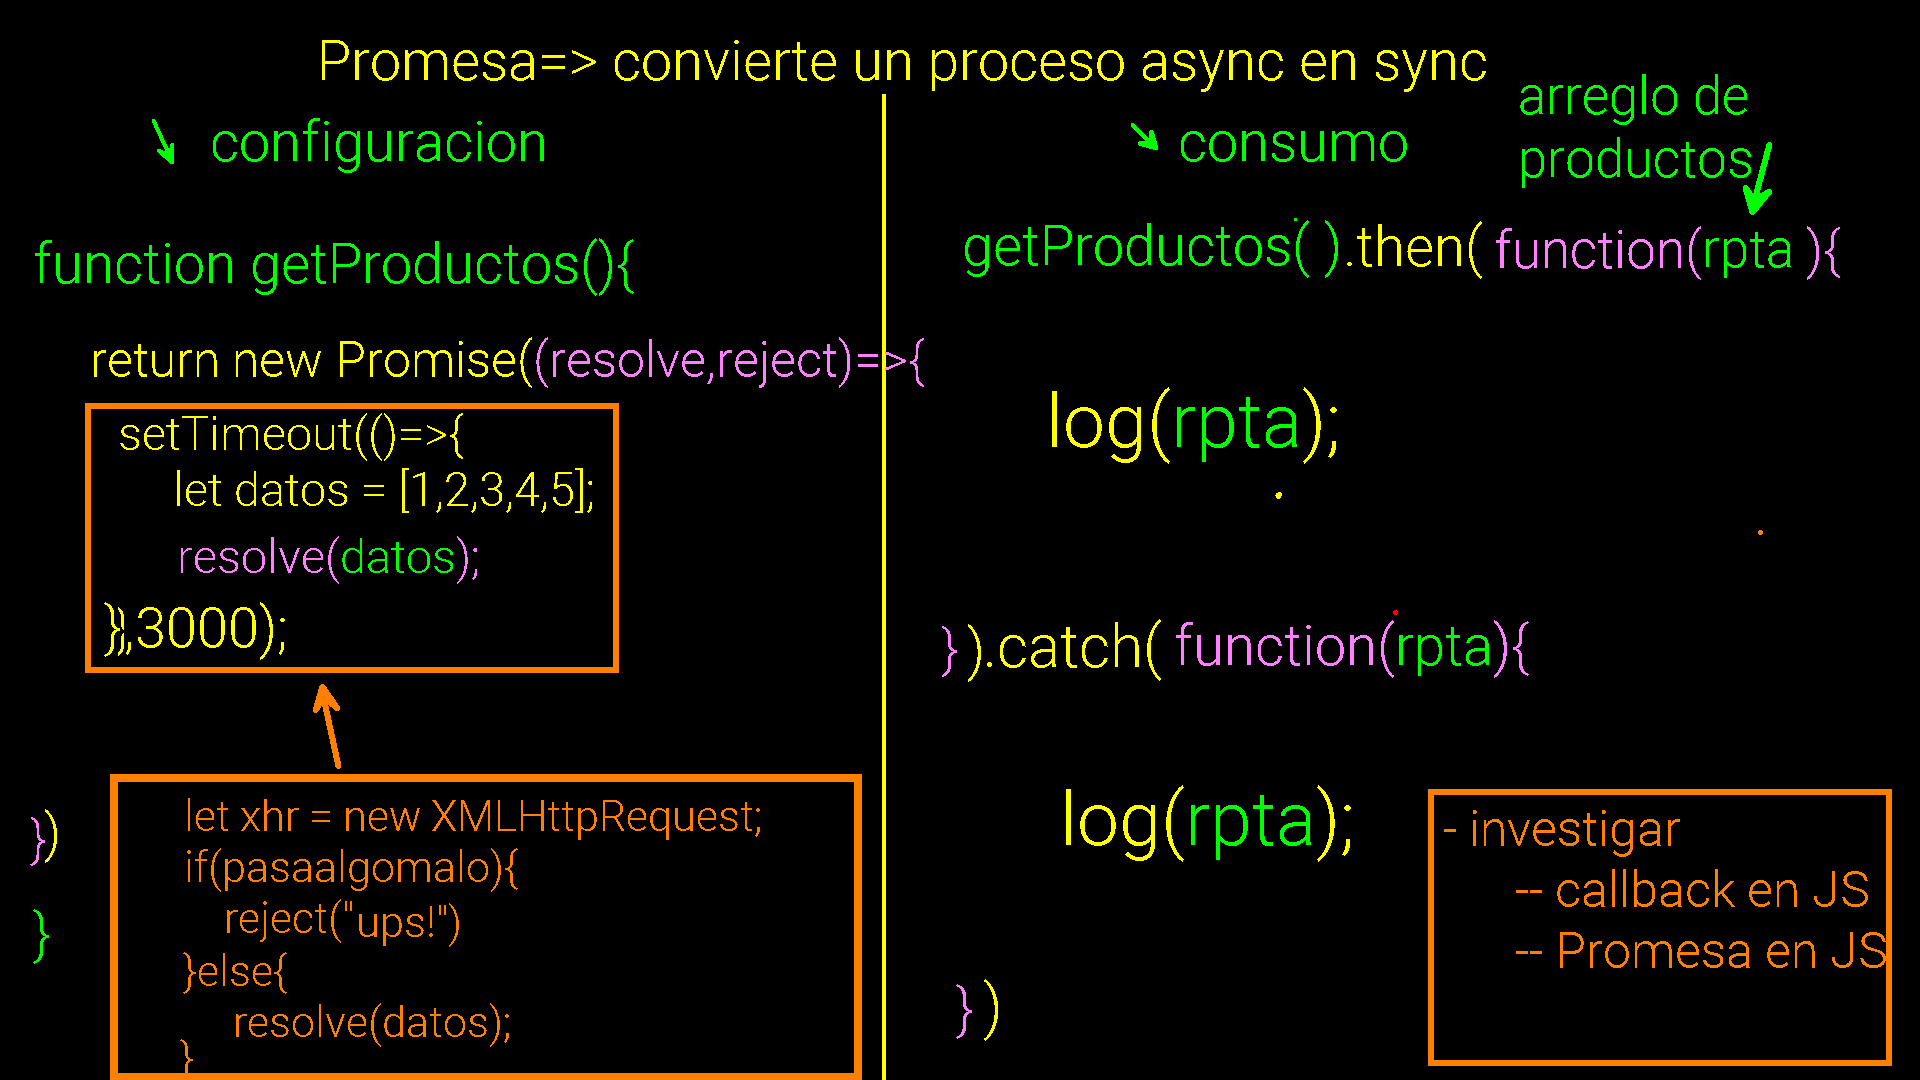 Promesa=> convierte un proceso async en sync
configuracion
function getProductos(){
return new Promise((resolve,reject)=>{
setTimeout(()=>{
let datos = [1,2,3,4,5];
resolve(datos);
},3000);
let xhr = new XMLHttpRequest;
if(pasaalgomalo){
reject("ups!")
}else{
resolve(datos);
}
})
}
consumo
arreglo de
productos
getProductos( ).then( function(rpta ){
log(rpta);
} ).catch( function(rpta){
log(rpta);
} )
- investigar
-- callback en JS
-- Promesa en JS